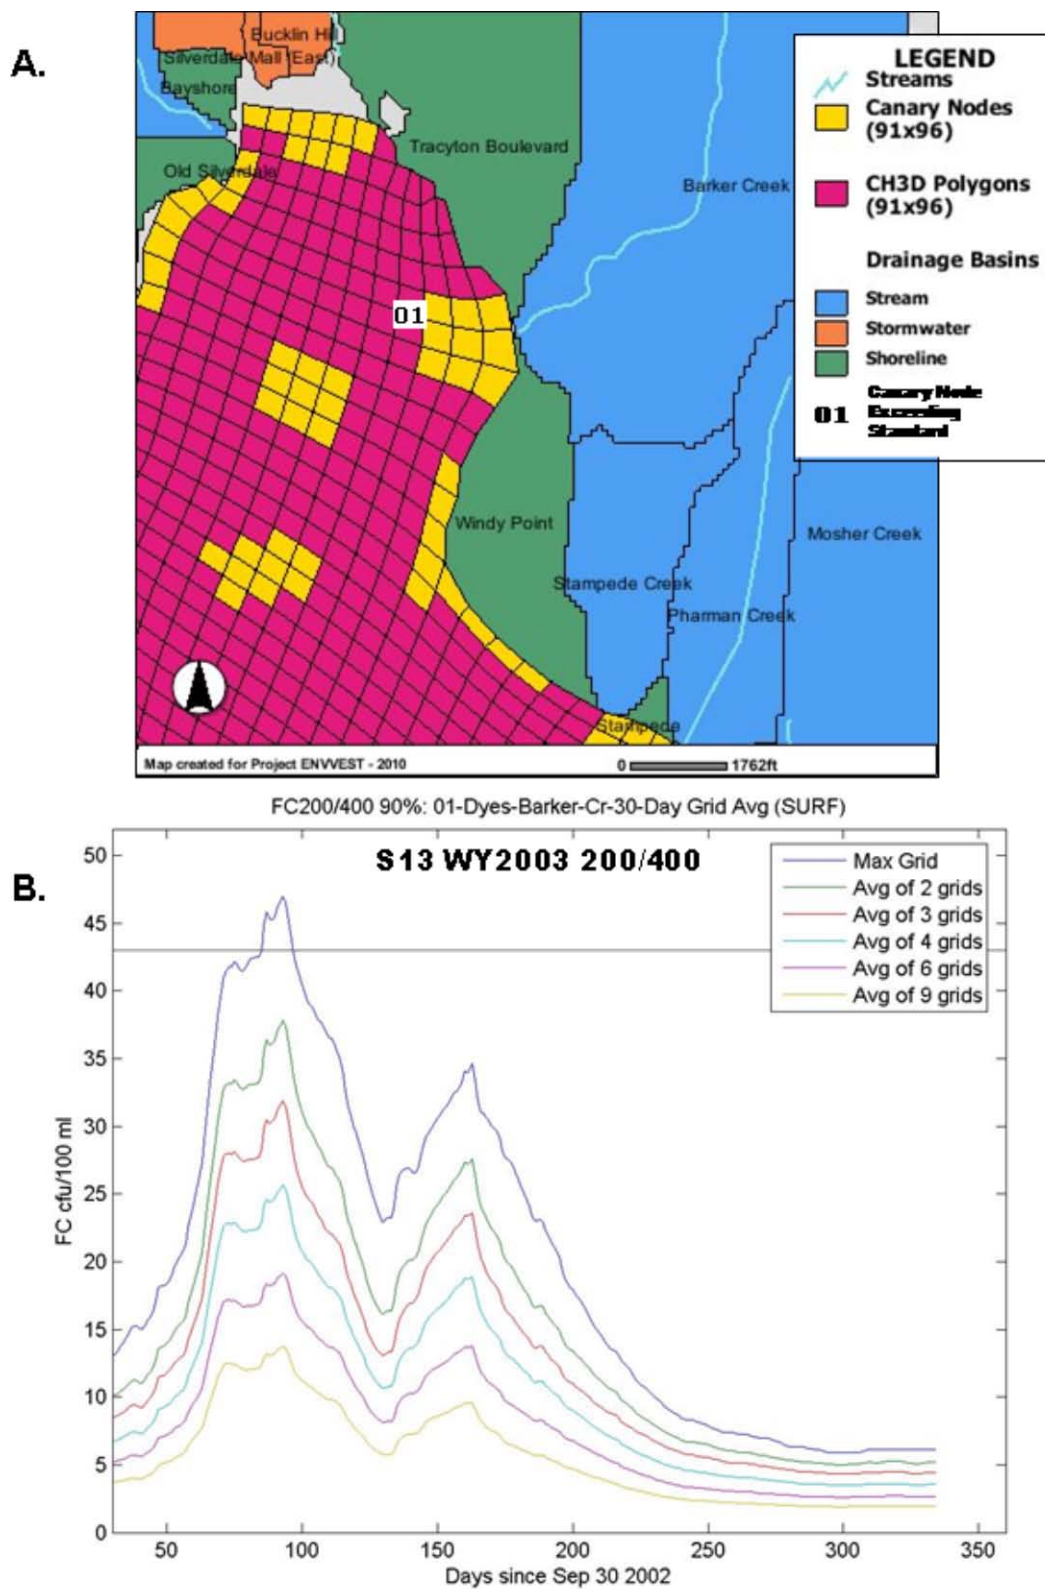 A.
Bucklin Hill
Silverdale Mall (East)
Bayshore
Old Silverdale
Tracyton Boulevard
Barker Creek
01
Windy Point
Stampede Creek
Pharman Creek
Mosher Creek
Stampede
Map created for Project ENVVEST - 2010
0 1762ft
LEGEND
Streams
Canary Nodes
(91x96)
CH3D Polygons
(91x96)
Drainage Basins
Stream
Stormwater
Shoreline
01
Canary Node
Exceeding
Standard
FC200/400 90%: 01-Dyes-Barker-Cr-30-Day Grid Avg (SURF)
B.
S13 WY2003 200/400
Max Grid
Avg of 2 grids
Avg of 3 grids
Avg of 4 grids
Avg of 6 grids
Avg of 9 grids
FC cfu/100 ml
50
45
40
35
30
25
20
15
10
5
0
50 100 150 200 250 300 350
Days since Sep 30 2002